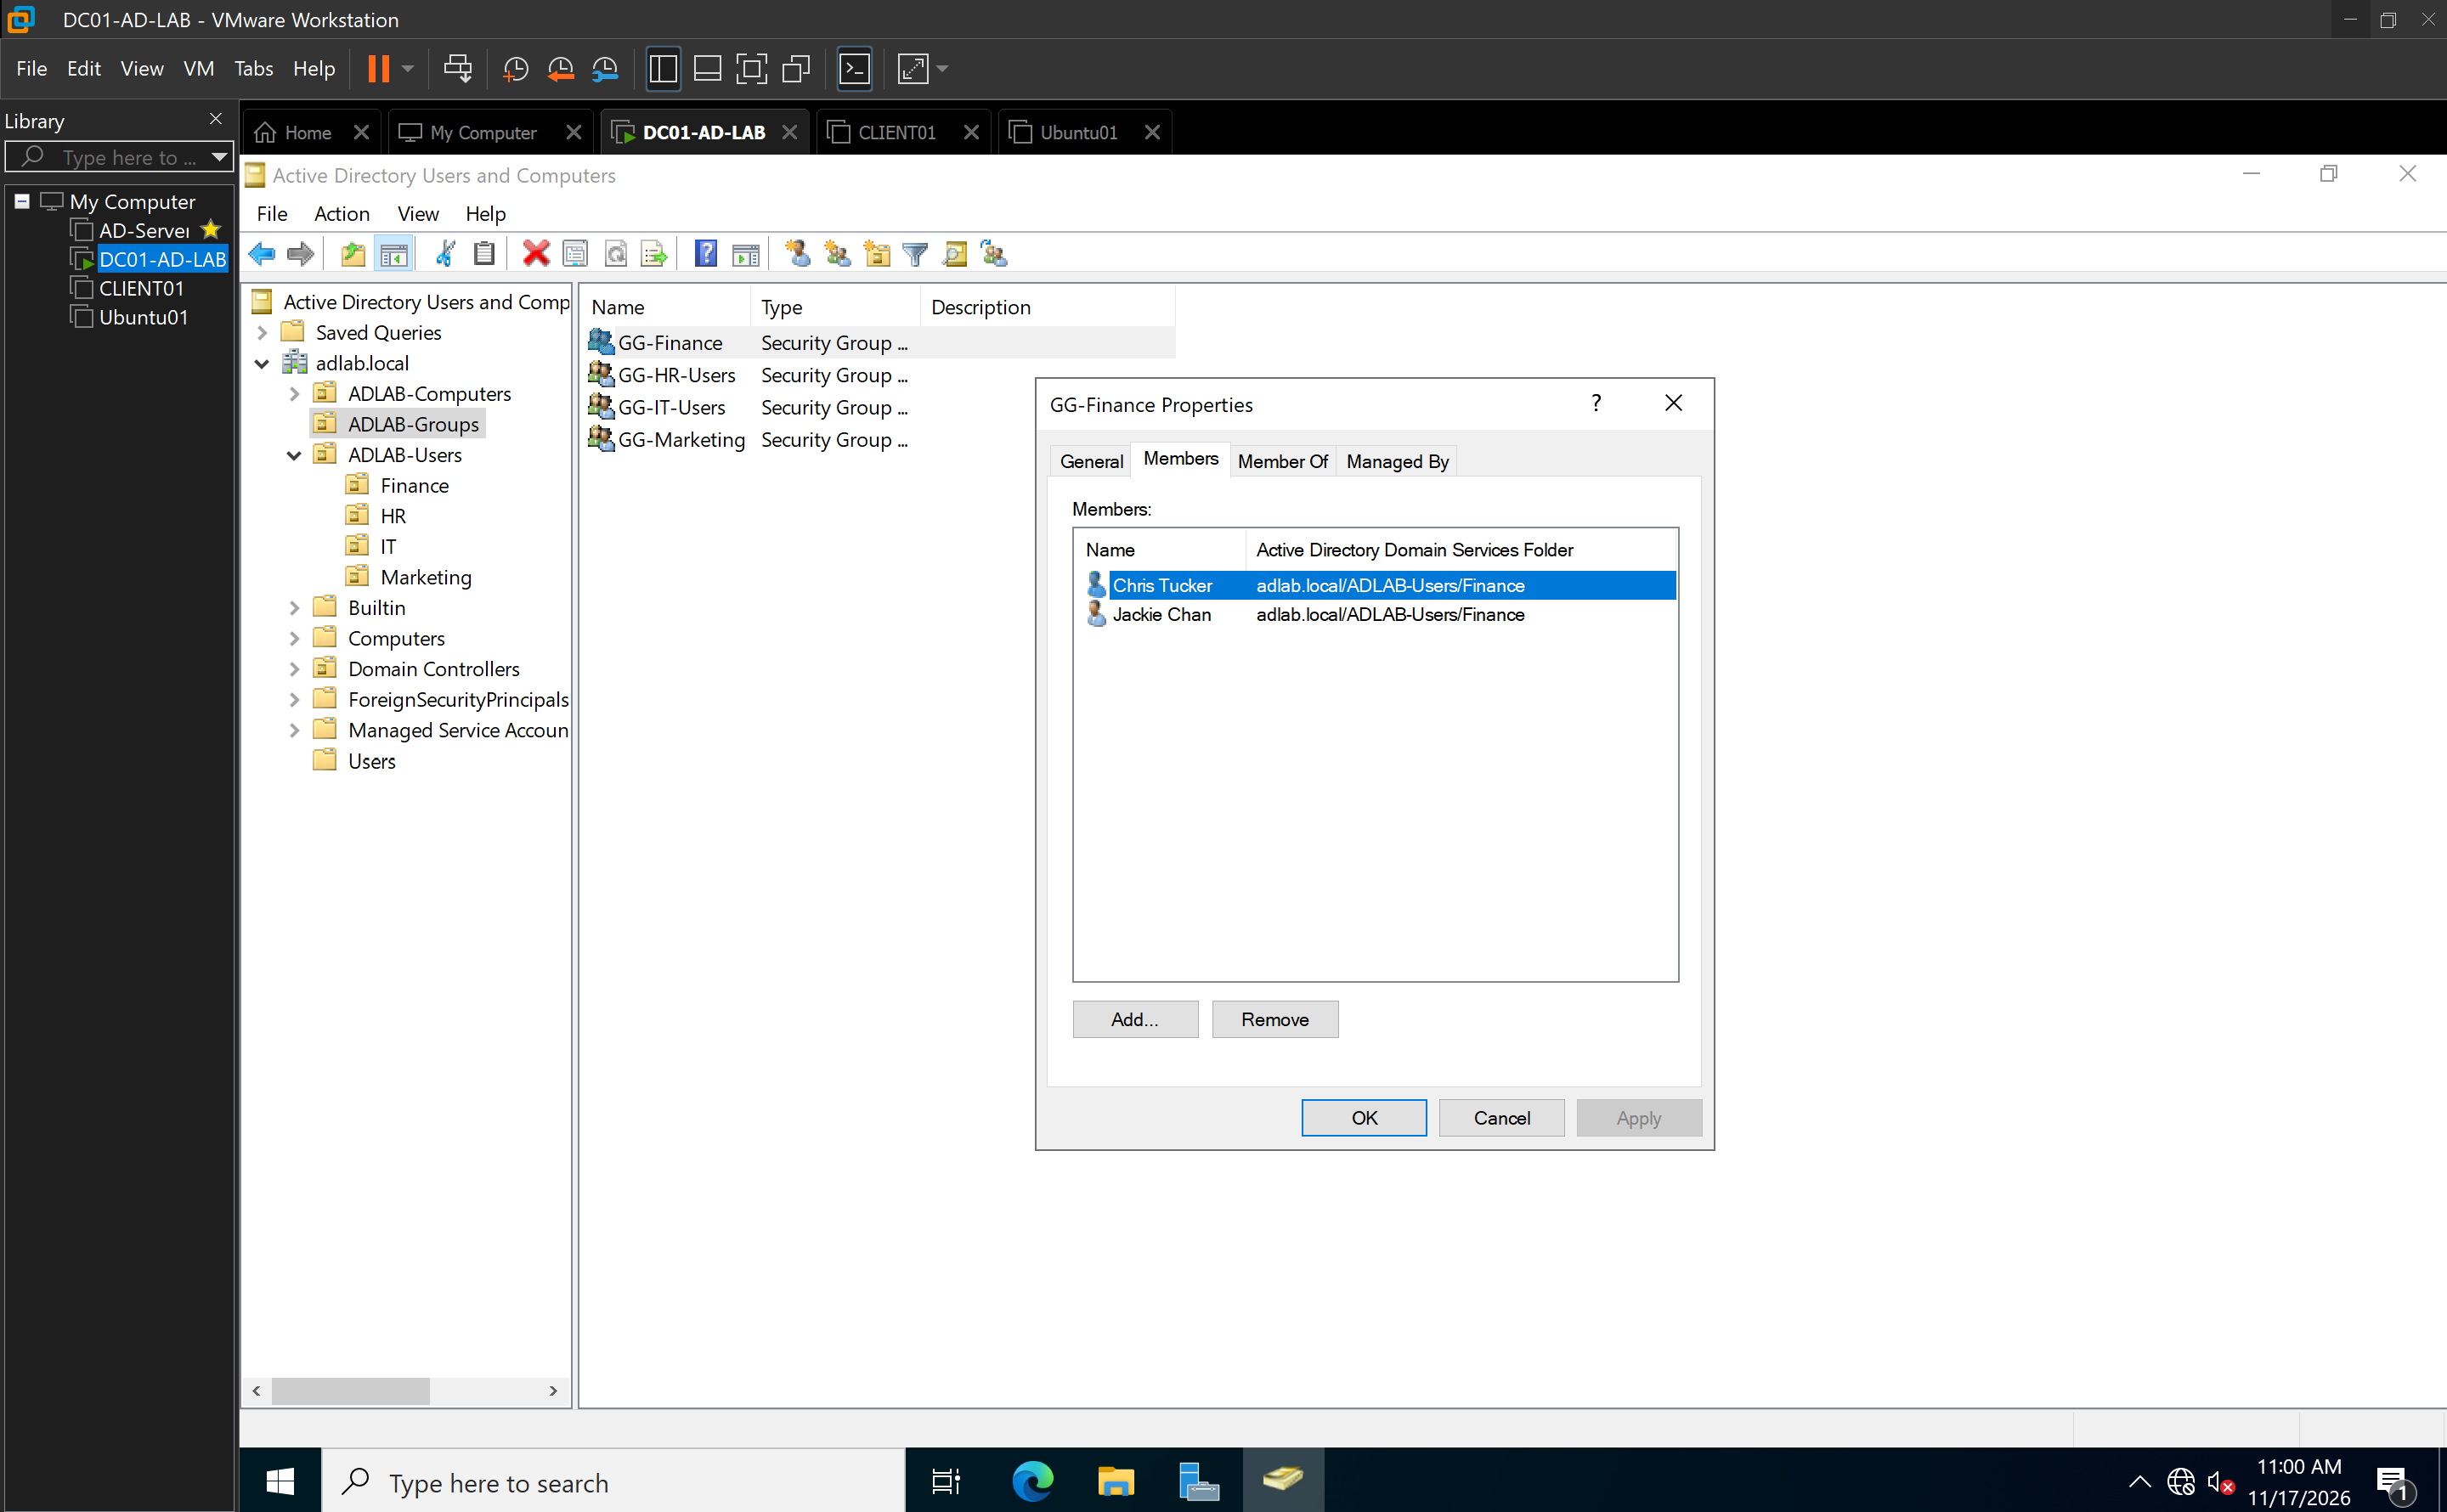 DC01-AD-LAB - VMware Workstation
File Edit View VM Tabs Help
Library
Type here to ...
My Computer
AD-Server
DC01-AD-LAB
CLIENT01
Ubuntu01
Home
My Computer
DC01-AD-LAB
CLIENT01
Ubuntu01
Active Directory Users and Computers
File Action View Help
Active Directory Users and Comp
Saved Queries
adlab.local
ADLAB-Computers
ADLAB-Groups
ADLAB-Users
Finance
HR
IT
Marketing
Builtin
Computers
Domain Controllers
ForeignSecurityPrincipals
Managed Service Accoun
Users
Name Type Description
GG-Finance Security Group ...
GG-HR-Users Security Group ...
GG-IT-Users Security Group ...
GG-Marketing Security Group ...
GG-Finance Properties
?
General Members Member Of Managed By
Members:
Name Active Directory Domain Services Folder
Chris Tucker adlab.local/ADLAB-Users/Finance
Jackie Chan adlab.local/ADLAB-Users/Finance
Add... Remove
OK Cancel Apply
Type here to search
11:00 AM
11/17/2026
1